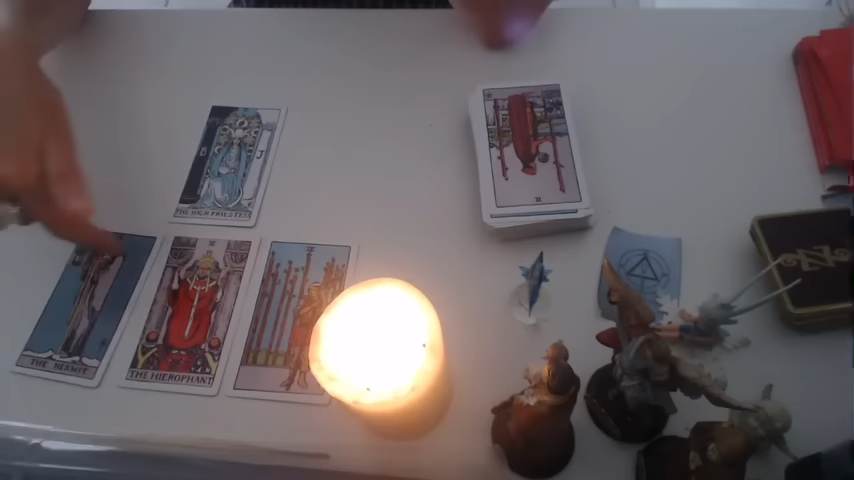 B J
THE HIGH PRIESTESS
THE HERMIT
V
THE HIEROPHANT